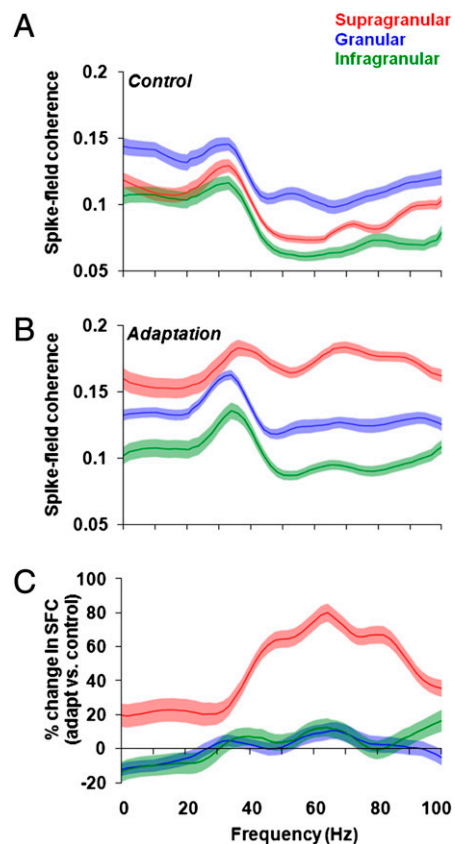 A
Supragranular
Granular
Infragranular
0.2
Control
0.15
0.1
0.05
Spike-field coherence
B
0.2
Adaptation
0.15
0.1
0.05
Spike-field coherence
C
100
80
60
40
20
0
-20
% change In SFC
(adapt vs. control)
0 20 40 60 80 100
Frequency (Hz)